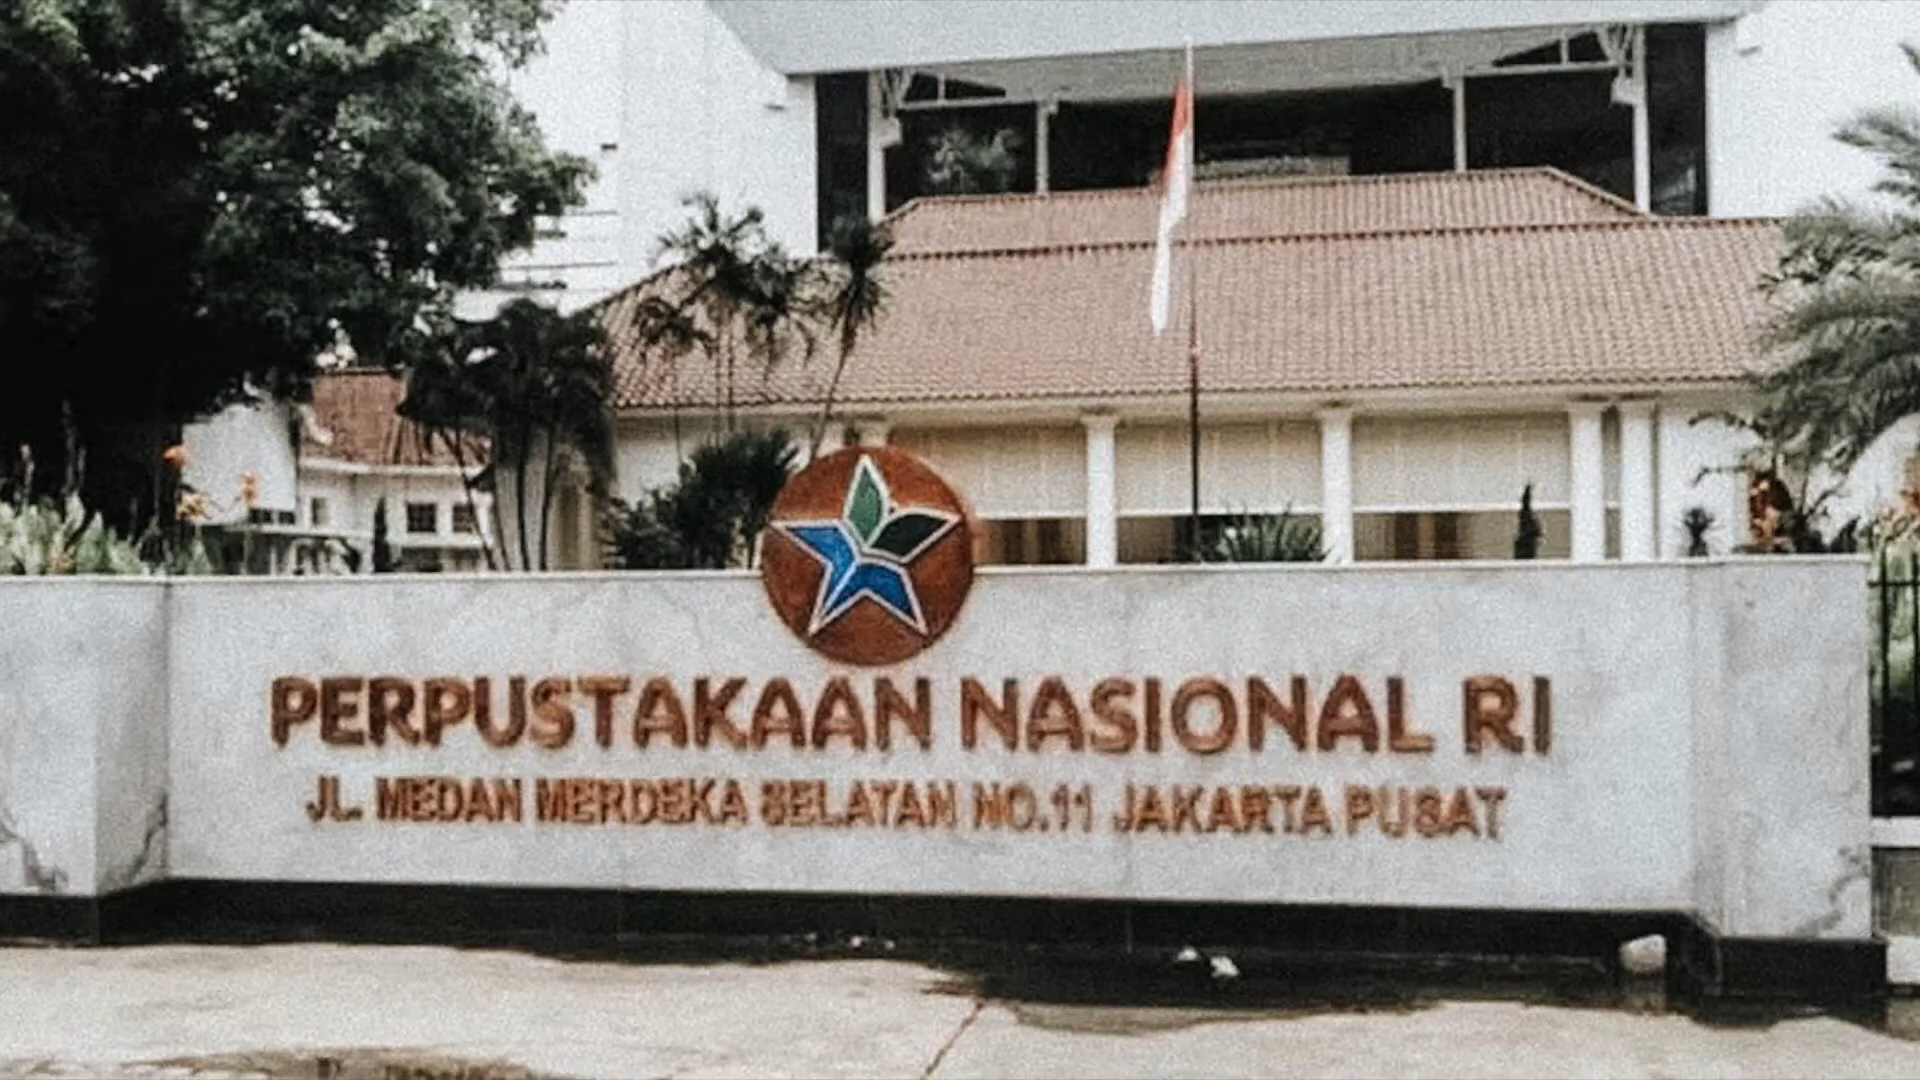 PERPUSTAKAAN NASIONAL RI
JL. MEDAN MERDEKA SELATAN NO.11 JAKARTA PUSAT